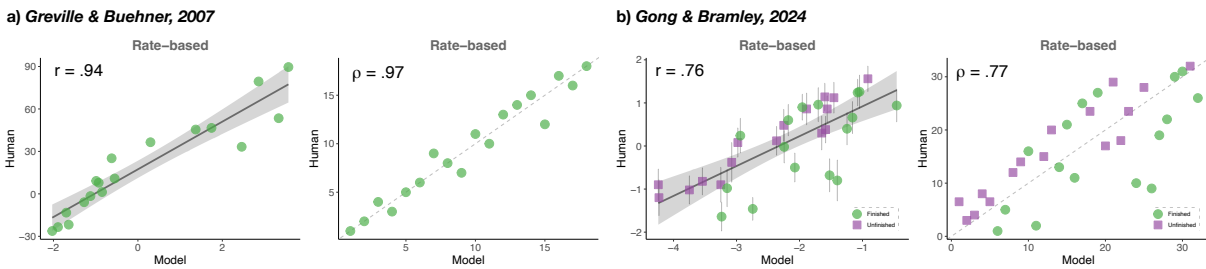 a) Greville & Buehner, 2007
Rate−based
r = .94
90
60
30
0
−30
Human
−2
0
2
Model
Rate−based
ρ = .97
15
10
5
Human
5
10
15
Model
b) Gong & Bramley, 2024
Rate−based
r = .76
2
1
0
−1
−2
Human
−4
−3
−2
−1
Model
Finished
Unfinished
Rate−based
ρ = .77
30
20
10
0
Human
0
10
20
30
Model
Finished
Unfinished